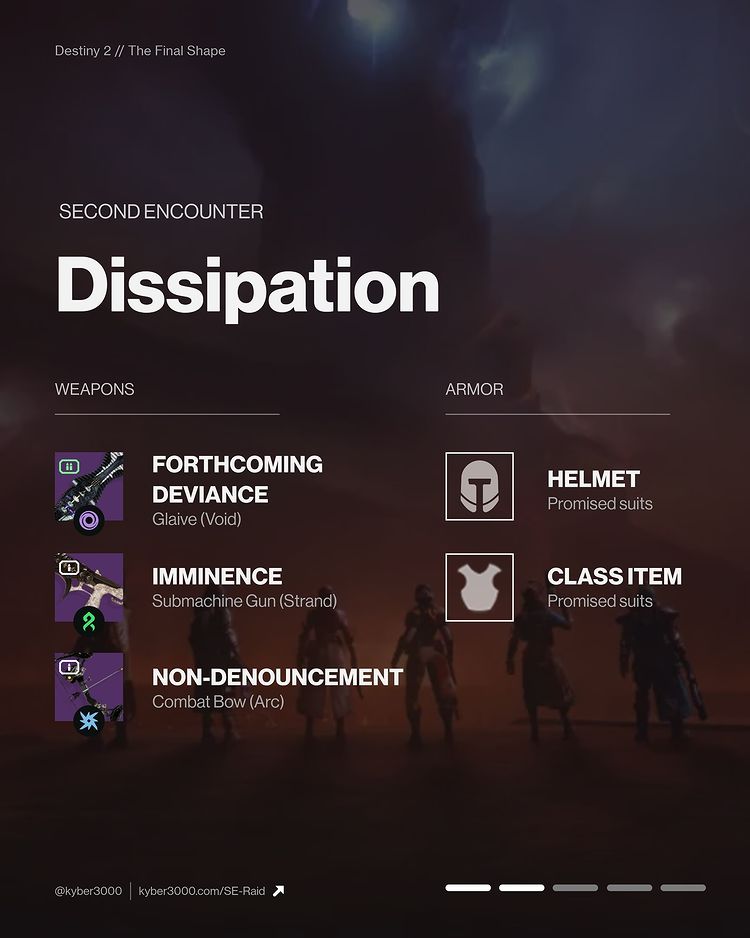 Destiny 2 // The Final Shape
SECOND ENCOUNTER
Dissipation
WEAPONS
FORTHCOMING
DEVIANCE
Glaive (Void)
IMMINENCE
Submachine Gun (Strand)
NON-DENOUNCEMENT
Combat Bow (Arc)
ARMOR
HELMET
Promised suits
CLASS ITEM
Promised suits
@kyber3000
kyber3000.com/SE-Raid